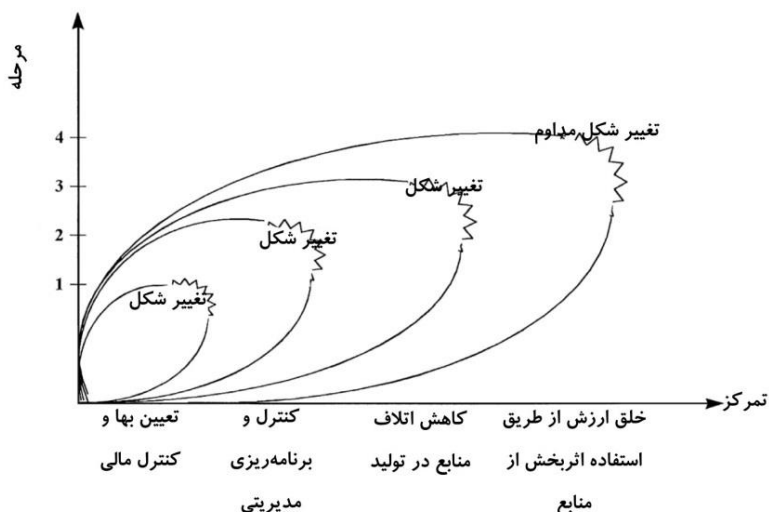 مرحله
4
تغییر شکل مداوم
3
تغییر شکل
2
تغییر شکل
1
تغییر شکل
تمرکز
تعیین بها و
کنترل مالی
کنترل و
برنامه‌ریزی
مدیریتی
کاهش اتلاف
منابع در تولید
خلق ارزش از طریق
استفاده اثربخش از
منابع